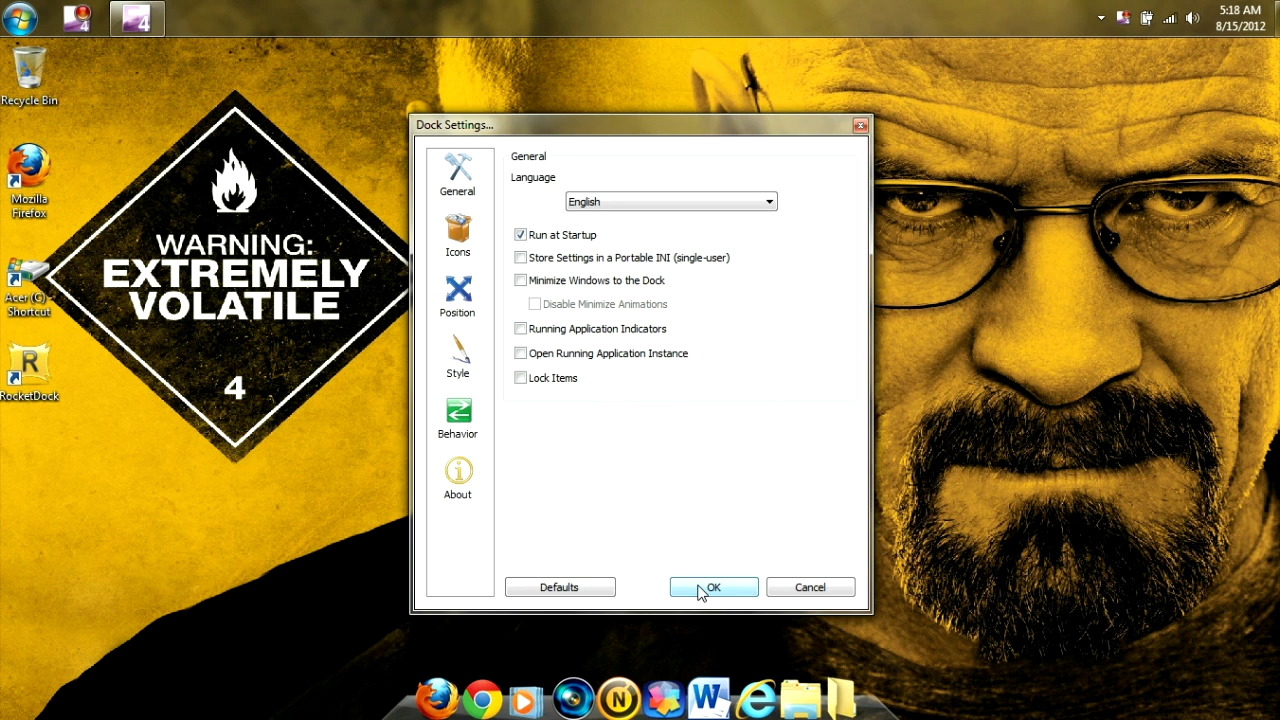 4
4
5:18 AM
8/15/2012
Recycle Bin
Mozilla
Firefox
Acer (C) -
Shortcut
R
RocketDock
WARNING:
EXTREMELY
VOLATILE
4
Dock Settings...
General
Icons
Position
Style
Behavior
About
General
Language
English
Run at Startup
Store Settings in a Portable INI (single-user)
Minimize Windows to the Dock
Disable Minimize Animations
Running Application Indicators
Open Running Application Instance
Lock Items
Defaults
OK
Cancel
N
W